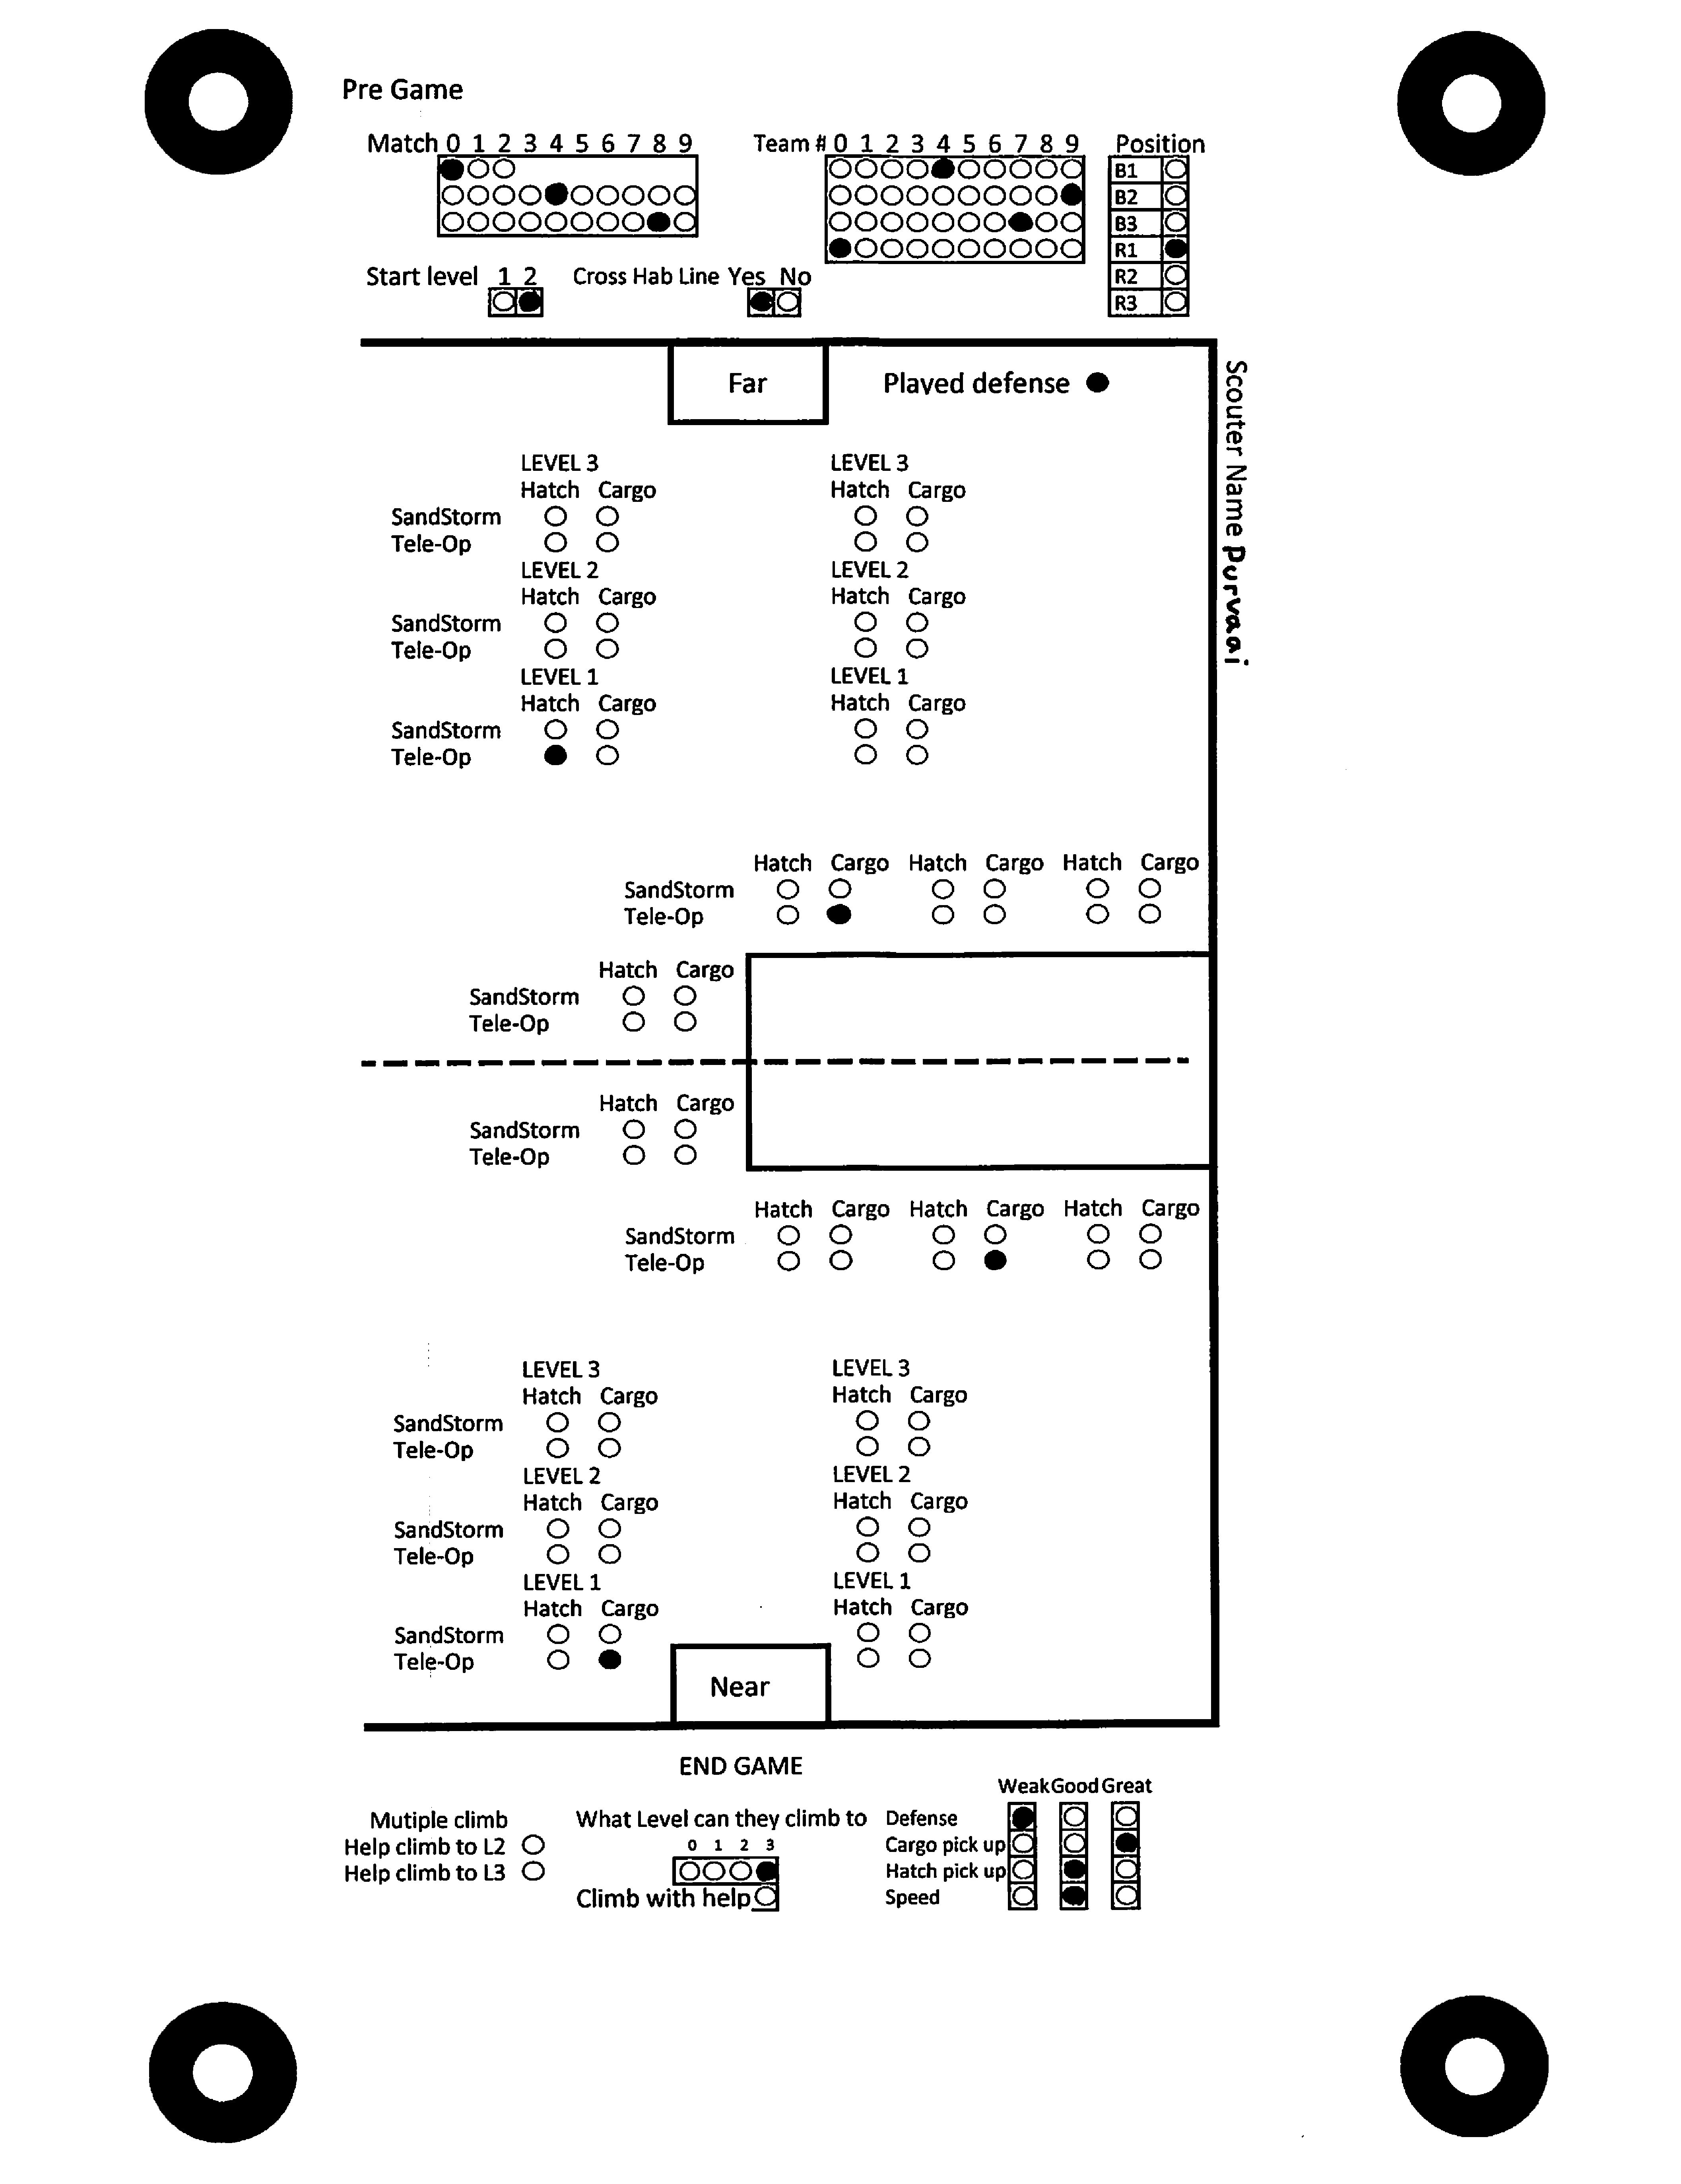 Pre Game
Match 0 1 2 3 4 5 6 7 8 9
Team # 0 1 2 3 4 5 6 7 8 9
Position
B1
B2
B3
R1
R2
R3
Start level 1 2
Cross Hab Line Yes No
Far
Played defense
Scouter Name Purvaai
LEVEL 3 LEVEL 3
Hatch Cargo Hatch Cargo
SandStorm
Tele-Op
LEVEL 2 LEVEL 2
Hatch Cargo Hatch Cargo
SandStorm
Tele-Op
LEVEL 1 LEVEL 1
Hatch Cargo Hatch Cargo
SandStorm
Tele-Op
Hatch Cargo Hatch Cargo Hatch Cargo
SandStorm
Tele-Op
Hatch Cargo
SandStorm
Tele-Op
Hatch Cargo
SandStorm
Tele-Op
Hatch Cargo Hatch Cargo Hatch Cargo
SandStorm
Tele-Op
LEVEL 3 LEVEL 3
Hatch Cargo Hatch Cargo
SandStorm
Tele-Op
LEVEL 2 LEVEL 2
Hatch Cargo Hatch Cargo
SandStorm
Tele-Op
LEVEL 1 LEVEL 1
Hatch Cargo Hatch Cargo
SandStorm
Tele-Op
Near
END GAME
Mutiple climb
Help climb to L2
Help climb to L3
What Level can they climb to
0 1 2 3
Climb with help
Weak Good Great
Defense
Cargo pick up
Hatch pick up
Speed